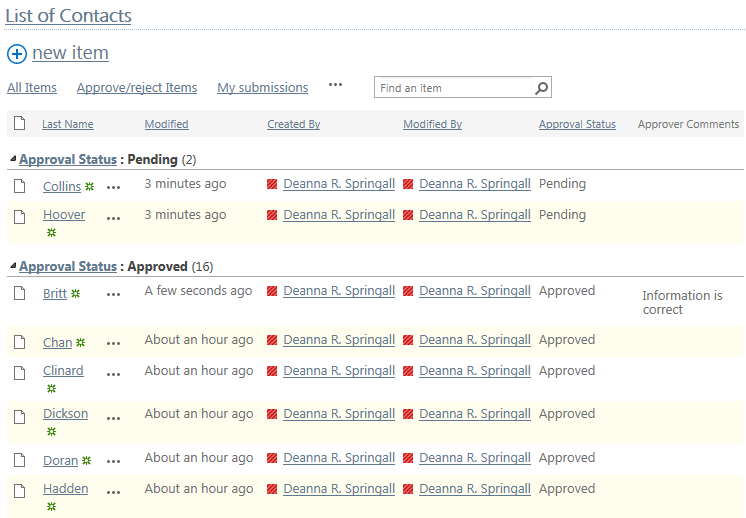 List of Contacts
new item
All Items Approve/reject Items My submissions ••• Find an item
Last Name Modified Created By Modified By Approval Status Approver Comments
Approval Status : Pending (2)
Collins ••• 3 minutes ago Deanna R. Springall Deanna R. Springall Pending
Hoover ••• 3 minutes ago Deanna R. Springall Deanna R. Springall Pending
Approval Status : Approved (16)
Britt ••• A few seconds ago Deanna R. Springall Deanna R. Springall Approved Information is
correct
Chan ••• About an hour ago Deanna R. Springall Deanna R. Springall Approved
Clinard ••• About an hour ago Deanna R. Springall Deanna R. Springall Approved
Dickson ••• About an hour ago Deanna R. Springall Deanna R. Springall Approved
Doran ••• About an hour ago Deanna R. Springall Deanna R. Springall Approved
Hadden ••• About an hour ago Deanna R. Springall Deanna R. Springall Approved